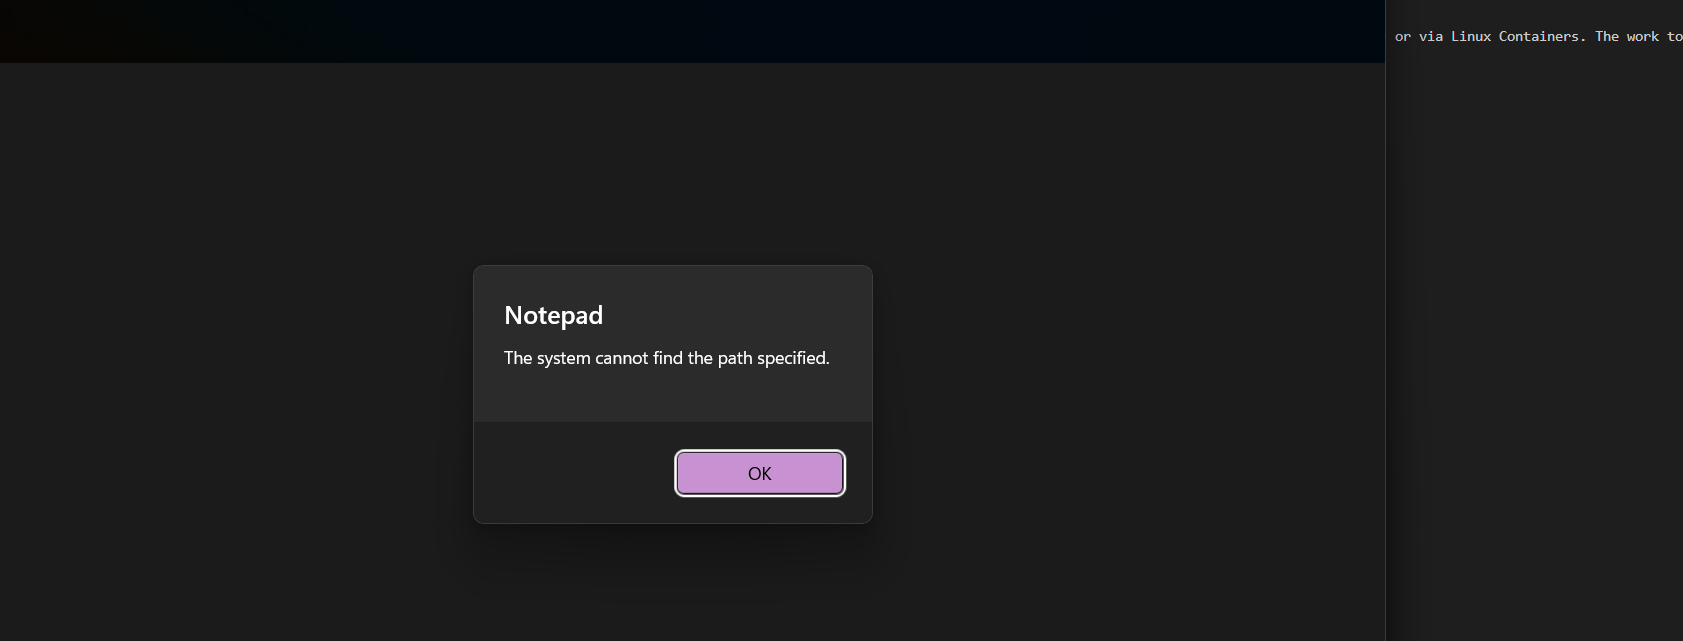 or via Linux Containers. The work to
Notepad
The system cannot find the path specified.
OK